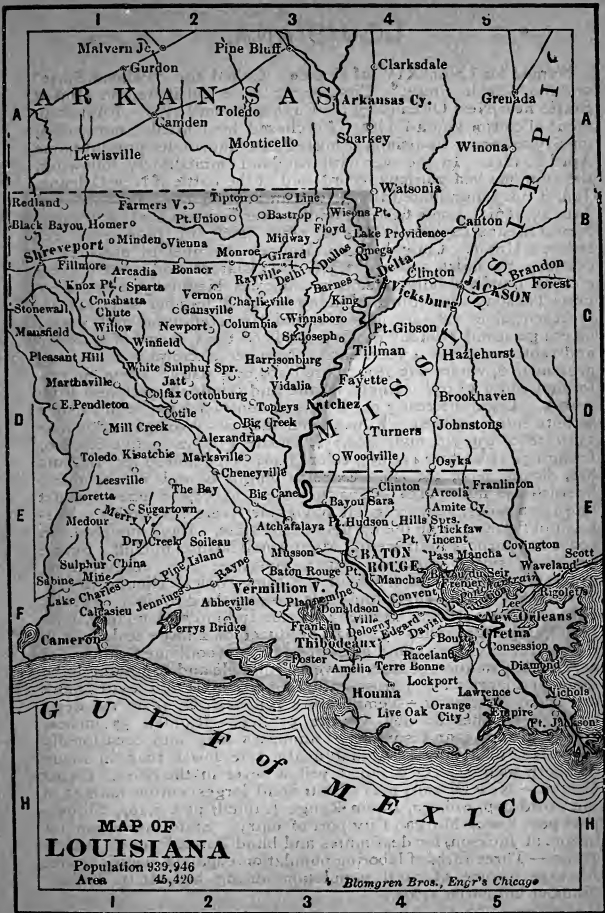 1 2 3 4 5
Malvern Jc. Pine Bluff
Gurdon Clarksdale
ARKANSAS
Arkansas Cy. Grenada
A Toledo A
Camden
Monticello Sharkey
Lewisville Winona
MISSISSIPPI
Redland Tipton Line Watsonia
Farmers V.
B Pt. Union Bastrop Wisons Pt. B
Black Bayou Homero Floyd Lake Providence Canton
Shreveport Minden Vienna Midway
Monroe Girard Dallas Omega
Fillmore Arcadia Bonner Rayville Delhi Barnes Delta Clinton JACKSON Brandon
Knox Pt. Sparta Vicksburg Forest
Coushatta Vernon Charlieville King
Stonewall Chute Gansville Winnsboro
C Willow Newport Columbia St. Joseph Pt. Gibson C
Mansfield Winfield Tillman Hazlehurst
Pleasant Hill White Sulphur Spr. Harrisonburg
Jatt Vidalia Fayette
Marthaville Colfax Cottonburg Topleys Natchez Brookhaven
D E. Pendleton Cotile D
Mill Creek Big Creek
Alexandria Turners Johnstons
Toledo Kisatchie Marksville Woodville Osyka
Leesville Cheneyville
The Bay Big Cane Clinton Franlinton
Loretta Bayou Sara Arcola
E Merry V. Sugartown Amite Cy. E
Medour Atchafalaya Pt. Hudson Hills Sprs.
Dry Creek Soileau Tickfaw
Pt. Vincent
Sulphur China Musson BATON ROUGE Pass Mancha Covington Scott
Mine Pine Island Waveland
Sabine Rayne Baton Rouge Pt. Mancha
Lake Charles Vermillion V. Rigolets
Calcasieu Jennings Plaquemine Convent
F Abbeville Donaldson Ville Lee F
Franklin Delogny Edgard New Orleans
Cameron Perrys Bridge Davis Gretna
Thibodeaux Boutte Consession
Foster Raceland
Amelia Terre Bonne Diamond
Lockport
Houma Lawrence Nichols
Live Oak Orange City Empire
Pt. Jackson
GULF of MEXICO
H H
MAP OF
LOUISIANA
Population 939,946
Area 45,420
Blomgren Bros., Engr's Chicago
1 2 3 4 5